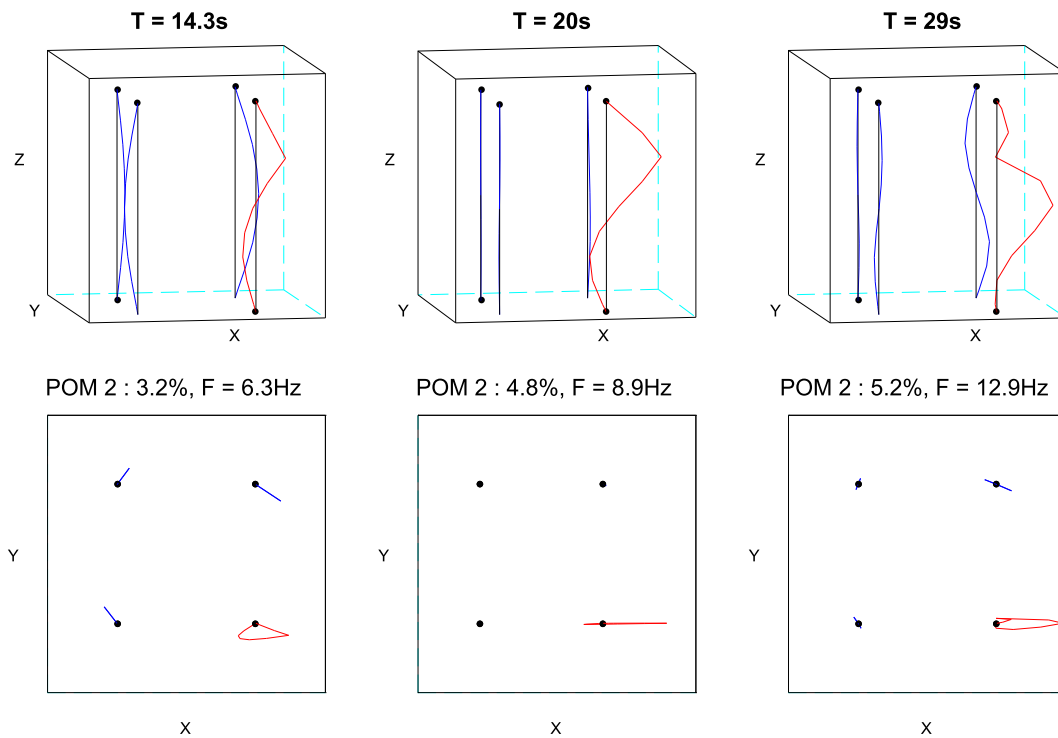 T = 14.3s
T = 20s
T = 29s
Z
Z
Z
Y
X
Y
X
Y
X
POM 2 : 3.2%, F = 6.3Hz
POM 2 : 4.8%, F = 8.9Hz
POM 2 : 5.2%, F = 12.9Hz
Y
Y
Y
X
X
X